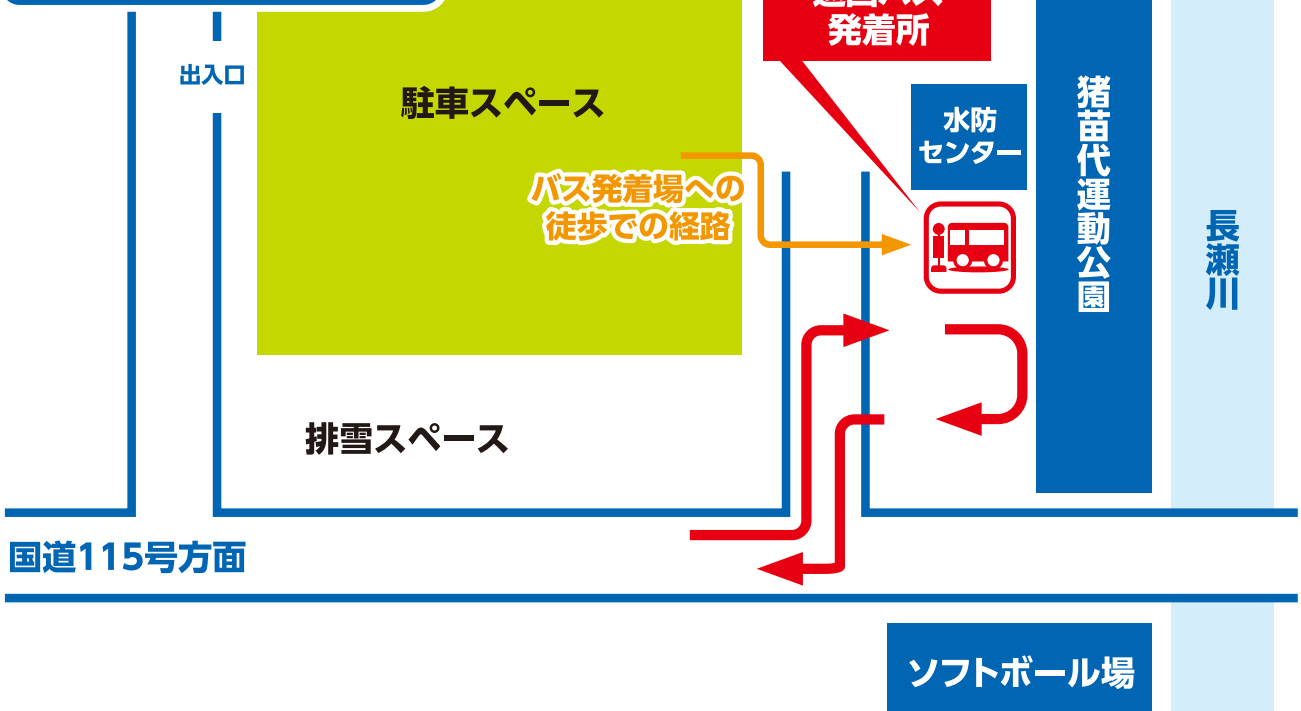 発着所
出入口
駐車スペース
水防
センター
猪苗代運動公園
バス発着場への
徒歩での経路
長瀬川
排雪スペース
国道115号方面
ソフトボール場